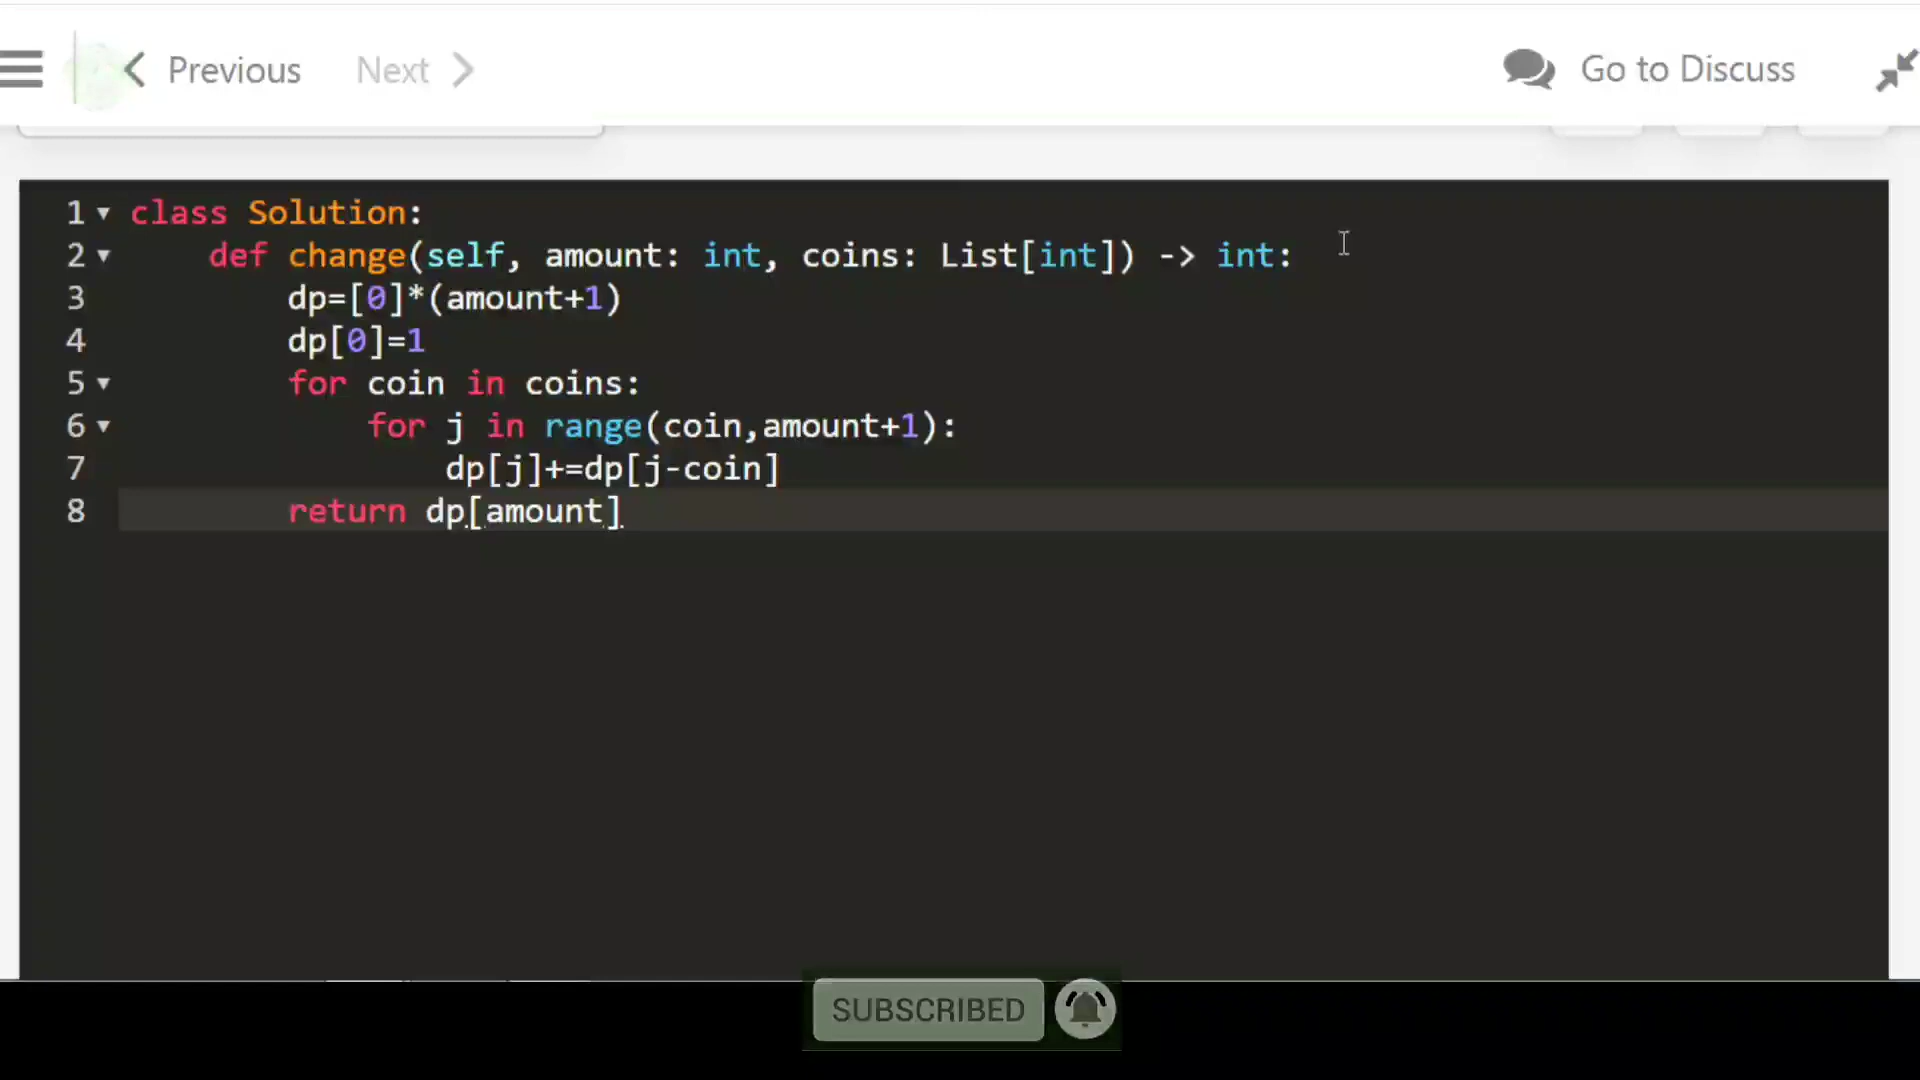 Previous Next Go to Discuss
1 class Solution:
2 def change(self, amount: int, coins: List[int]) -> int:
3 dp=[0]*(amount+1)
4 dp[0]=1
5 for coin in coins:
6 for j in range(coin,amount+1):
7 dp[j]+=dp[j-coin]
8 return dp[amount]
SUBSCRIBED